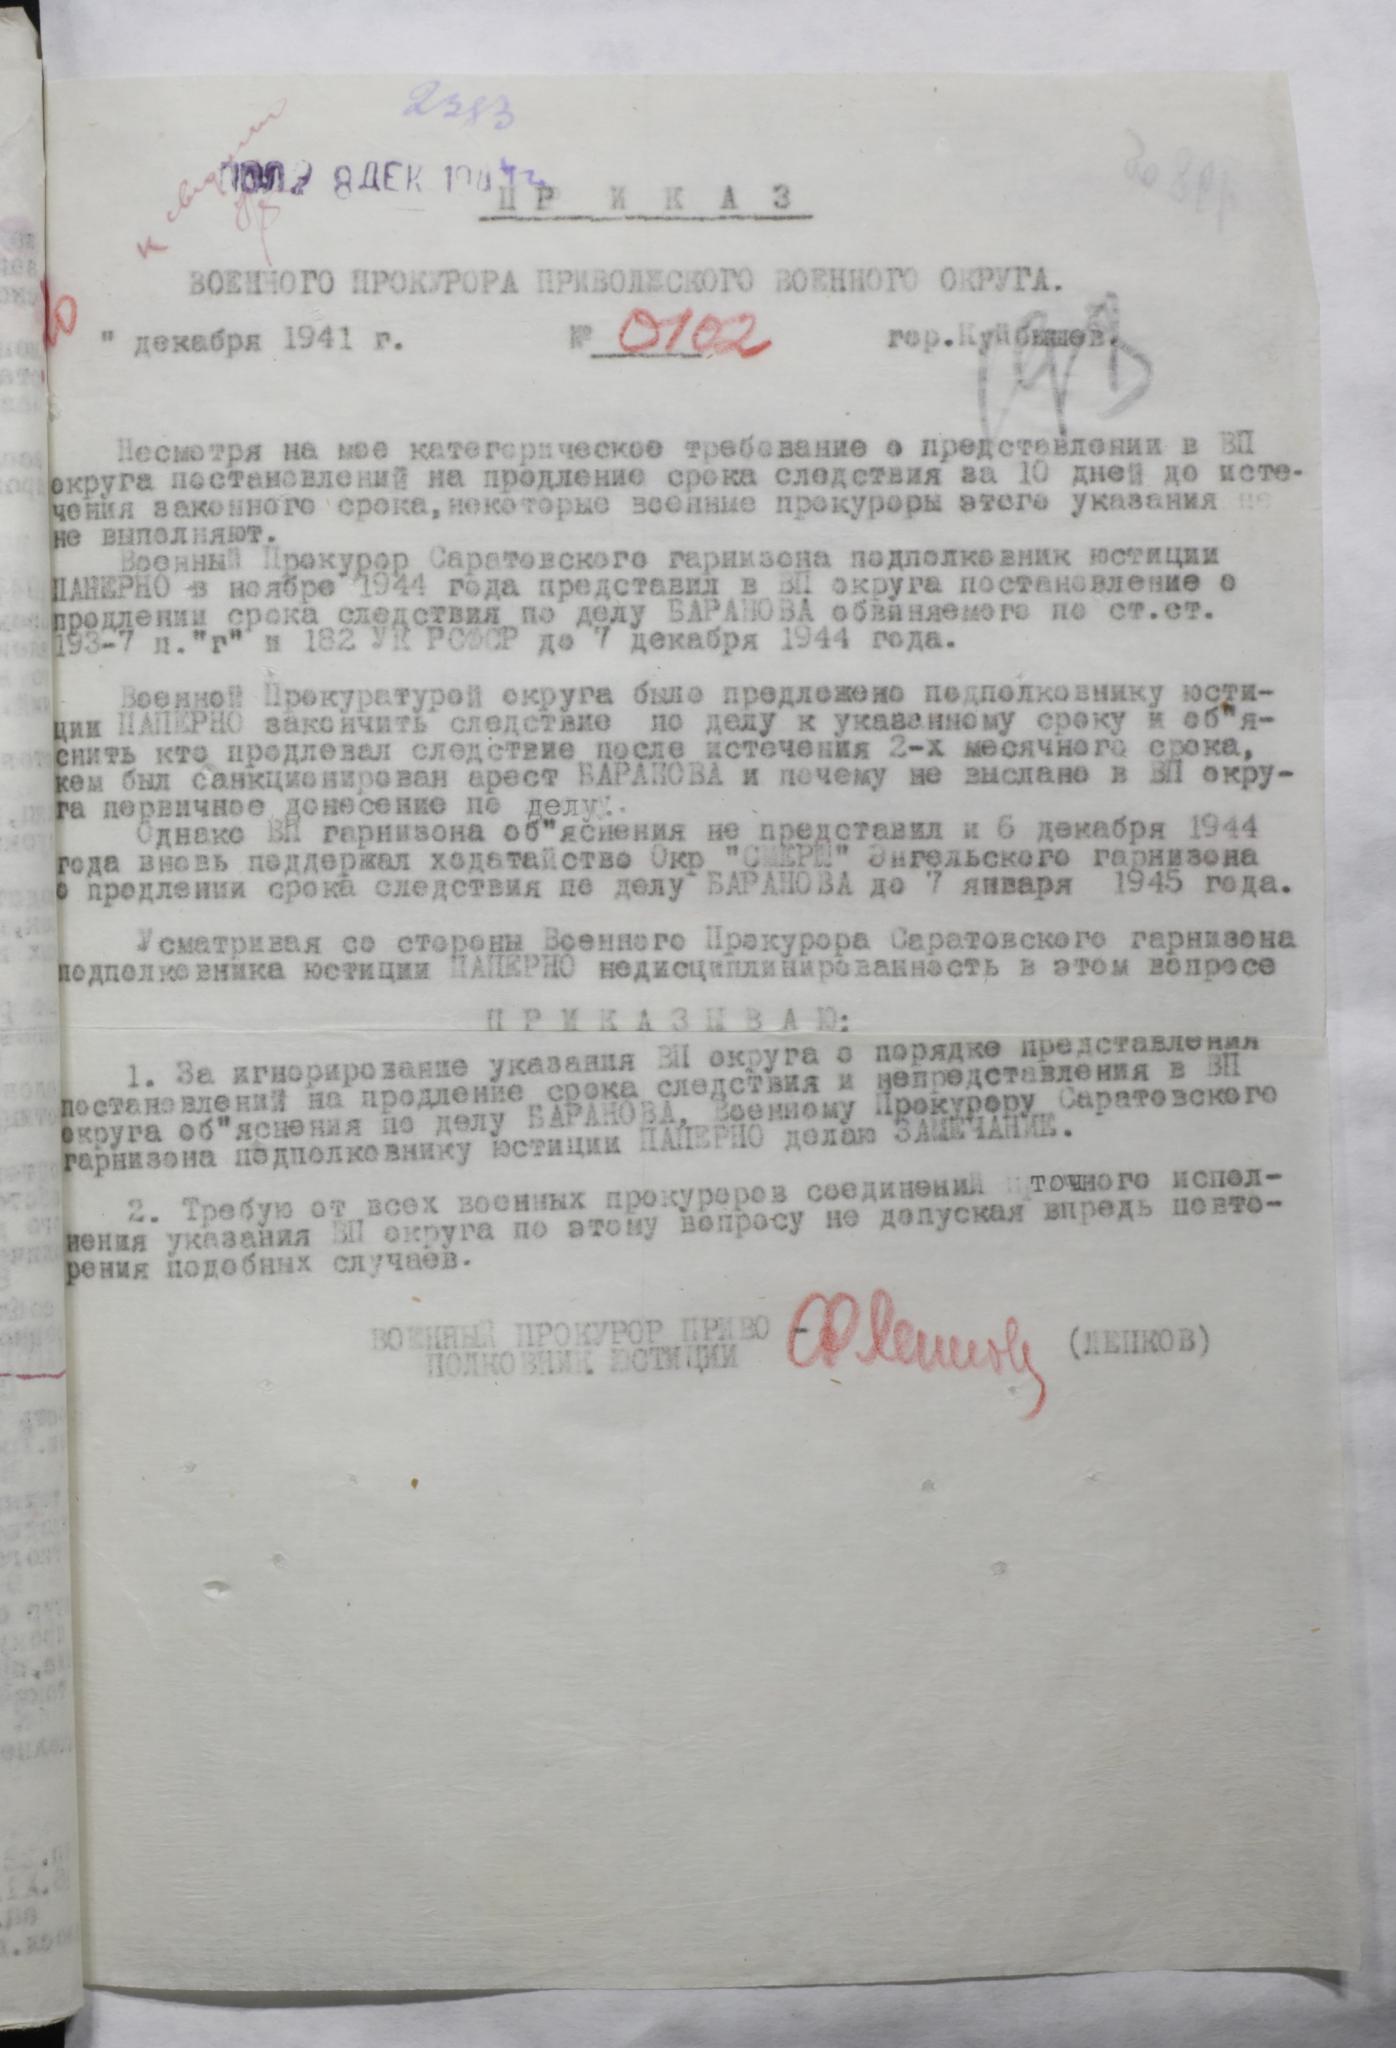 2383
8 ДЕК 194
П Р И К А З
ВОЕННОГО ПРОКУРОРА ПРИВОЛЖСКОГО ВОЕННОГО ОКРУГА.
" декабря 1941 г. № 0102 гор.Куйбышев.
Несмотря на мое категорическое требование о представлении в ВП
округа постановлений на продление срока следствия за 10 дней до исте-
чения законного срока,некоторые военные прокуроры этого указания не
не выполняют.
Военный Прокурор Саратовского гарнизона подполковник юстиции
ПАПЕРНО в ноябре 1944 года представил в ВП округа постановление о
продлении срока следствия по делу БАРАНОВА обвиняемого по ст.ст.
193-7 п."г" и 182 УК РСФСР до 7 декабря 1944 года.
Военной Прокуратурой округа было предложено подполковнику юсти-
ции ПАПЕРНО закончить следствие по делу к указанному сроку и об"я-
снить кто продлевал следствие после истечения 2-х месячного срока,
кем был санкционирован арест БАРАНОВА и почему не выслано в ВП окру-
га первичное донесение по делу.
Однако ВП гарнизона об"яснения не представил и 6 декабря 1944
года вновь поддержал ходатайство Окр "СМЕРШ" Энгельского гарнизона
о продлении срока следствия по делу БАРАНОВА до 7 января 1945 года.
Усматривая со стороны Военного Прокурора Саратовского гарнизона
подполковника юстиции ПАПЕРНО недисциплинированность в этом вопросе
П Р И К А З Ы В А Ю:
1. За игнорирование указания ВП округа о порядке представления
постановлений на продление срока следствия и непредставления в ВП
округа об"яснения по делу БАРАНОВА, Военному Прокурору Саратовского
гарнизона подполковнику юстиции ПАПЕРНО делаю ЗАМЕЧАНИЕ.
2. Требую от всех военных прокуроров соединений точного испол-
нения указания ВП округа по этому вопросу не допуская впредь повто-
рения подобных случаев.
ВОЕННЫЙ ПРОКУРОР ПРИВО -
ПОЛКОВНИК ЮСТИЦИИ (ЛЕПКОВ)